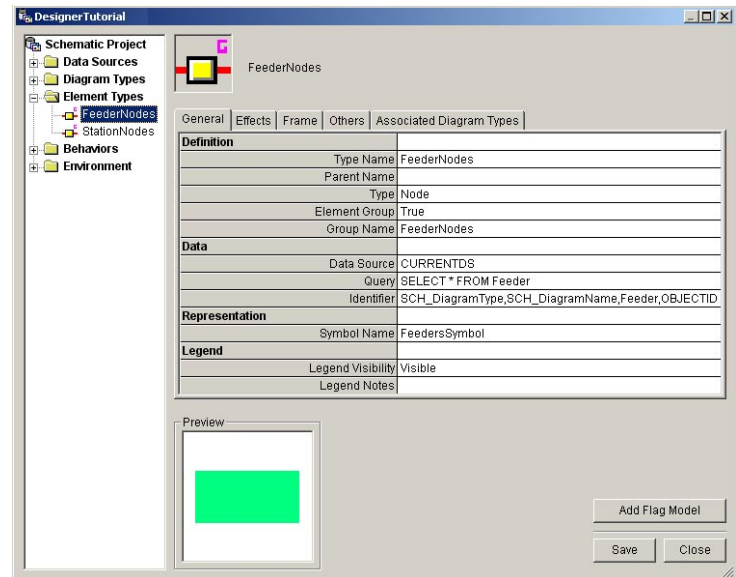 DesignerTutorial
Schematic Project
Data Sources
Diagram Types
Element Types
FeederNodes
StationNodes
Behaviors
Environment
G
FeederNodes
General Effects Frame Others Associated Diagram Types
Definition
Type Name FeederNodes
Parent Name
Type Node
Element Group True
Group Name FeederNodes
Data
Data Source CURRENTDS
Query SELECT * FROM Feeder
Identifier SCH_DiagramType,SCH_DiagramName,Feeder,OBJECTID
Representation
Symbol Name FeedersSymbol
Legend
Legend Visibility Visible
Legend Notes
Preview
Add Flag Model
Save Close